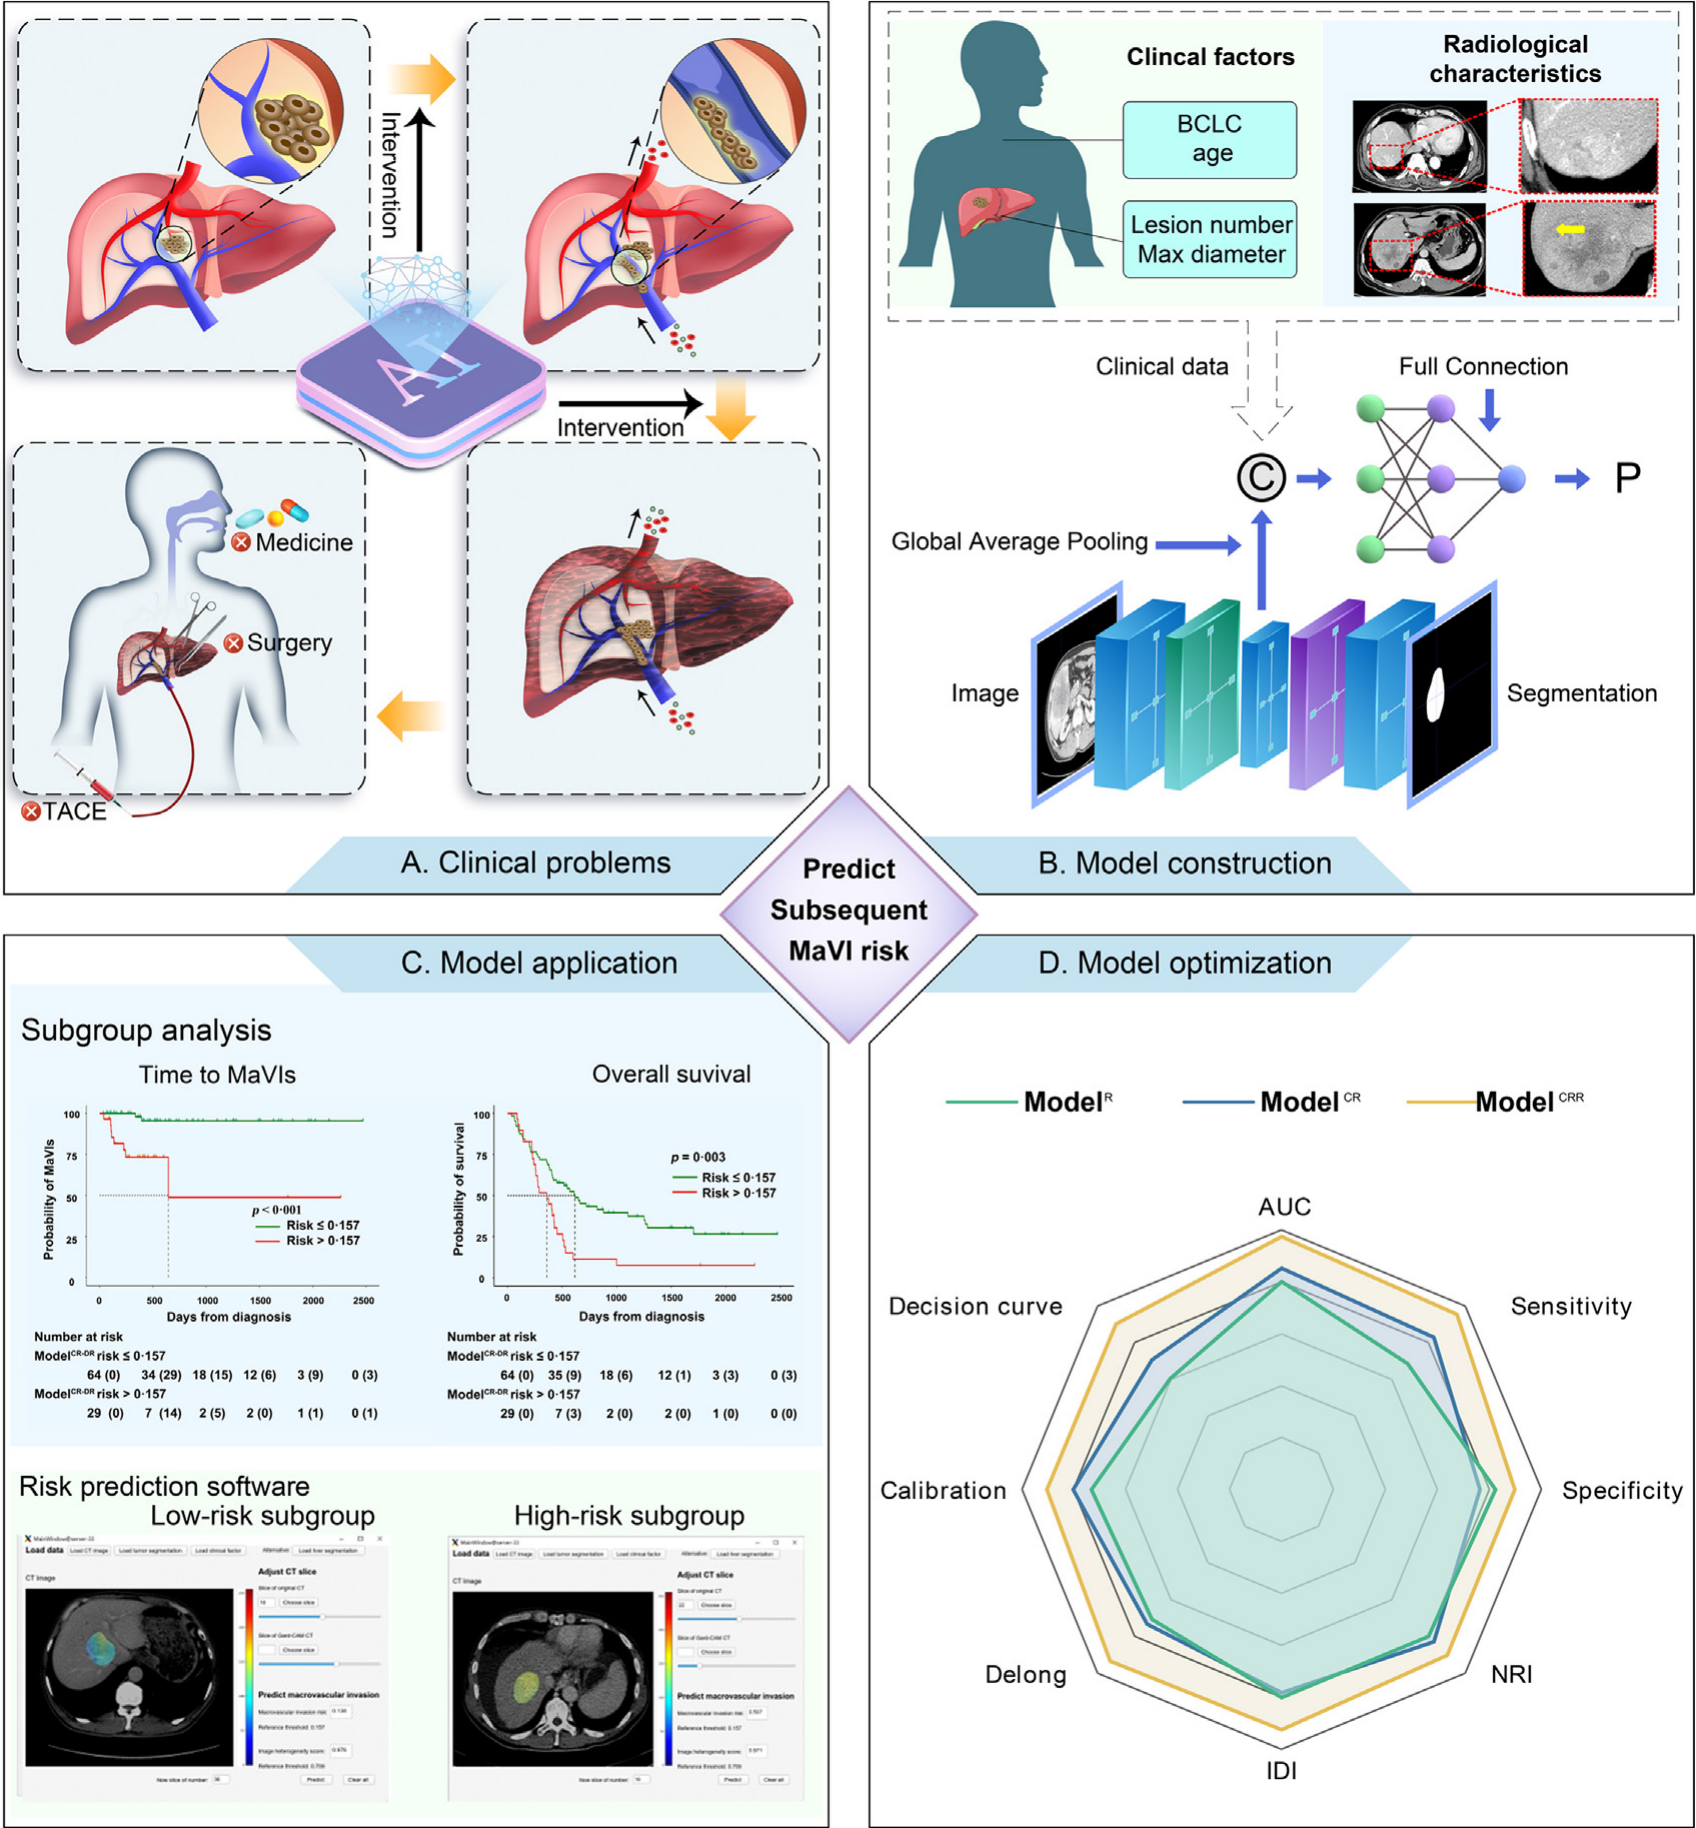 Intervention
AI
Intervention
Medicine
Surgery
TACE
A. Clinical problems
Clincal factors
BCLC
age
Lesion number
Max diameter
Radiological
characteristics
Clinical data
Full Connection
C
P
Global Average Pooling
Image
Segmentation
B. Model construction
Predict
Subsequent
MaVI risk
C. Model application
Subgroup analysis
Time to MaVIs
Probability of MaVIs
100
75
50
25
0
p < 0·001
Risk ≤ 0·157
Risk > 0·157
0 500 1000 1500 2000 2500
Days from diagnosis
Number at risk
ModelCR-DR risk ≤ 0·157
64 (0) 34 (29) 18 (15) 12 (6) 3 (9) 0 (3)
ModelCR-DR risk > 0·157
29 (0) 7 (14) 2 (5) 2 (0) 1 (1) 0 (1)
Overall suvival
Probability of survival
100
75
50
25
0
p = 0·003
Risk ≤ 0·157
Risk > 0·157
0 500 1000 1500 2000 2500
Days from diagnosis
Number at risk
ModelCR-DR risk ≤ 0·157
64 (0) 35 (9) 18 (6) 12 (1) 3 (3) 0 (3)
ModelCR-DR risk > 0·157
29 (0) 7 (3) 2 (0) 2 (0) 1 (0) 0 (0)
Risk prediction software
Low-risk subgroup
MainWindow@server-33
Load data Load CT image Load tumor segmentation Load clinical factor Alternative Load liver segmentation
CT image
Adjust CT slice
Slice of original CT
Choose slice
Slice of Grad-CAM CT
Choose slice
Predict macrovascular invasion
Macrovascular invasion risk:
Reference threshold: 0.157
Image heterogeneity score:
Reference threshold: 0.709
Now slice of number:
Predict Clear all
High-risk subgroup
MainWindow@server-33
Load data Load CT image Load tumor segmentation Load clinical factor Alternative Load liver segmentation
CT image
Adjust CT slice
Slice of original CT
Choose slice
Slice of Grad-CAM CT
Choose slice
Predict macrovascular invasion
Macrovascular invasion risk:
Reference threshold: 0.157
Image heterogeneity score:
Reference threshold: 0.709
Now slice of number:
Predict Clear all
D. Model optimization
ModelR
Model CR
Model CRR
AUC
Sensitivity
Specificity
NRI
IDI
Delong
Calibration
Decision curve